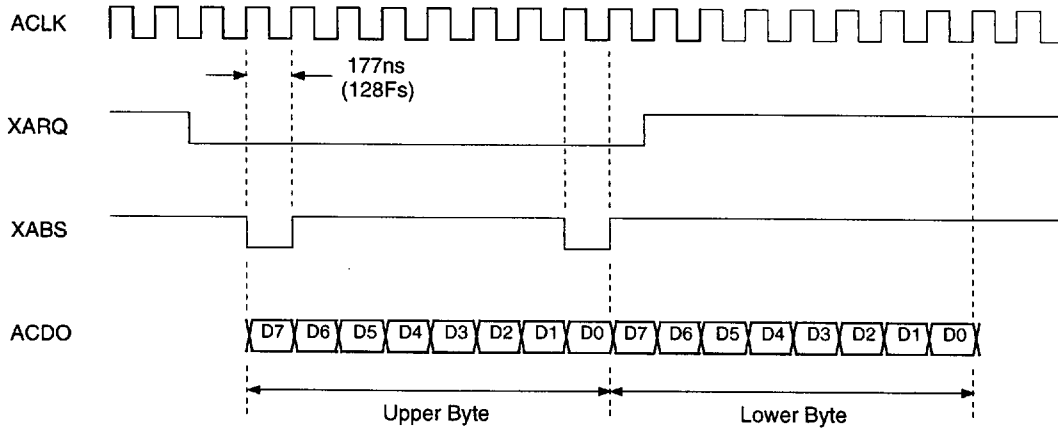 ACLK
177ns
(128Fs)
XARQ
XABS
ACDO D7 D6 D5 D4 D3 D2 D1 D0 D7 D6 D5 D4 D3 D2 D1 D0
Upper Byte Lower Byte